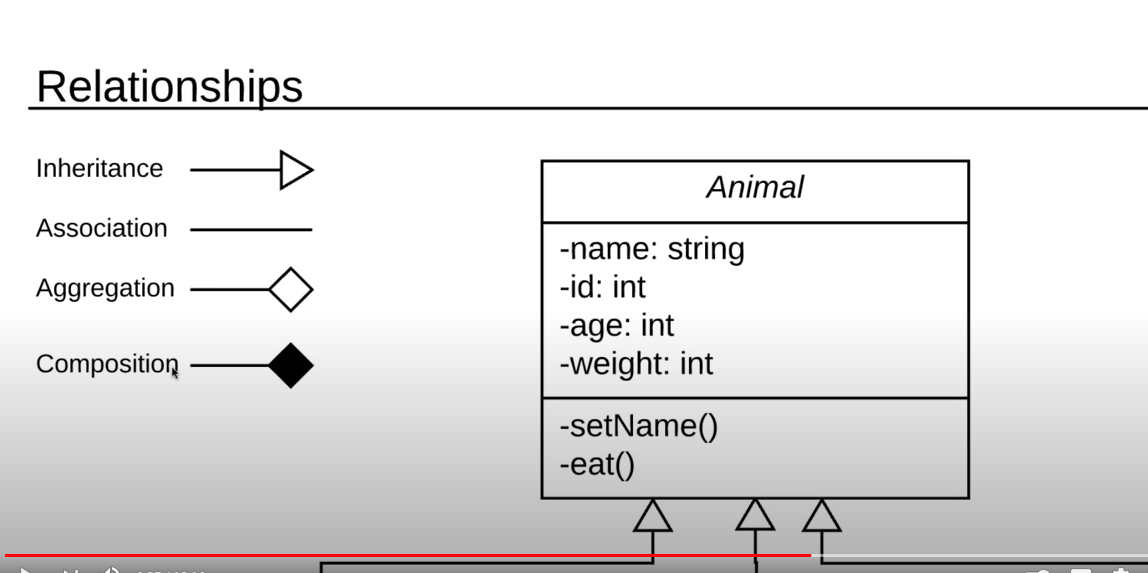 Relationships
Inheritance
Association
Aggregation
Composition
Animal
-name: string
-id: int
-age: int
-weight: int
-setName()
-eat()